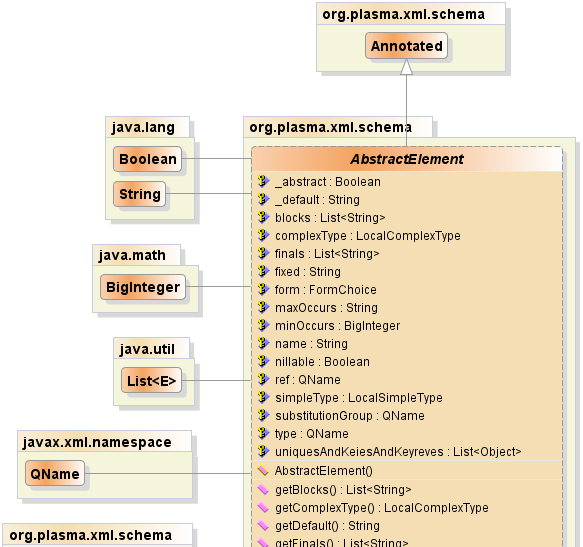 org.plasma.xml.schema
Annotated
java.lang
Boolean
String
java.math
BigInteger
java.util
List<E>
javax.xml.namespace
QName
org.plasma.xml.schema
org.plasma.xml.schema
AbstractElement
_abstract : Boolean
_default : String
blocks : List<String>
complexType : LocalComplexType
finals : List<String>
fixed : String
form : FormChoice
maxOccurs : String
minOccurs : BigInteger
name : String
nillable : Boolean
ref : QName
simpleType : LocalSimpleType
substitutionGroup : QName
type : QName
uniquesAndKeiesAndKeyreves : List<Object>
AbstractElement()
getBlocks() : List<String>
getComplexType() : LocalComplexType
getDefault() : String
getFinals() : List<String>